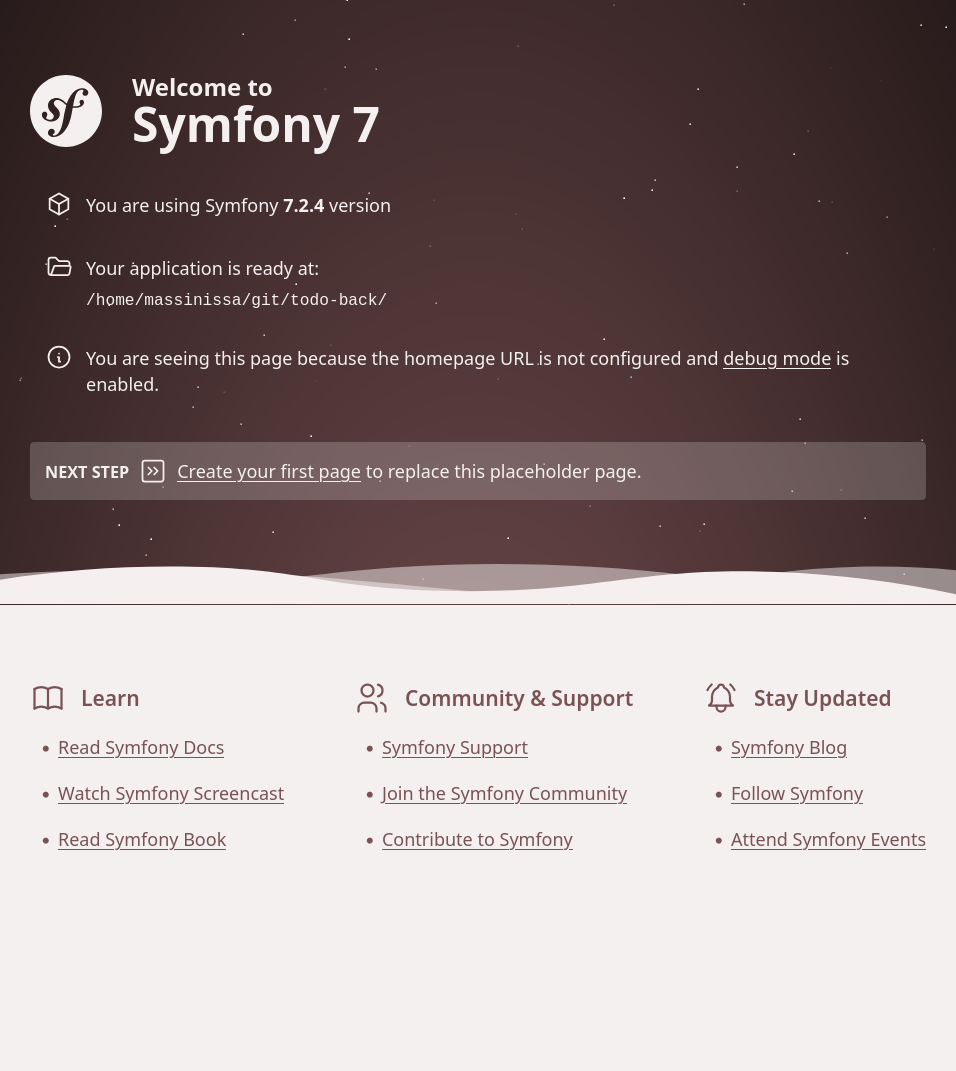 sf
Welcome to
Symfony 7
You are using Symfony 7.2.4 version
Your application is ready at:
/home/massinissa/git/todo-back/
You are seeing this page because the homepage URL is not configured and debug mode is
enabled.
NEXT STEP Create your first page to replace this placeholder page.
Learn
Read Symfony Docs
Watch Symfony Screencast
Read Symfony Book
Community & Support
Symfony Support
Join the Symfony Community
Contribute to Symfony
Stay Updated
Symfony Blog
Follow Symfony
Attend Symfony Events